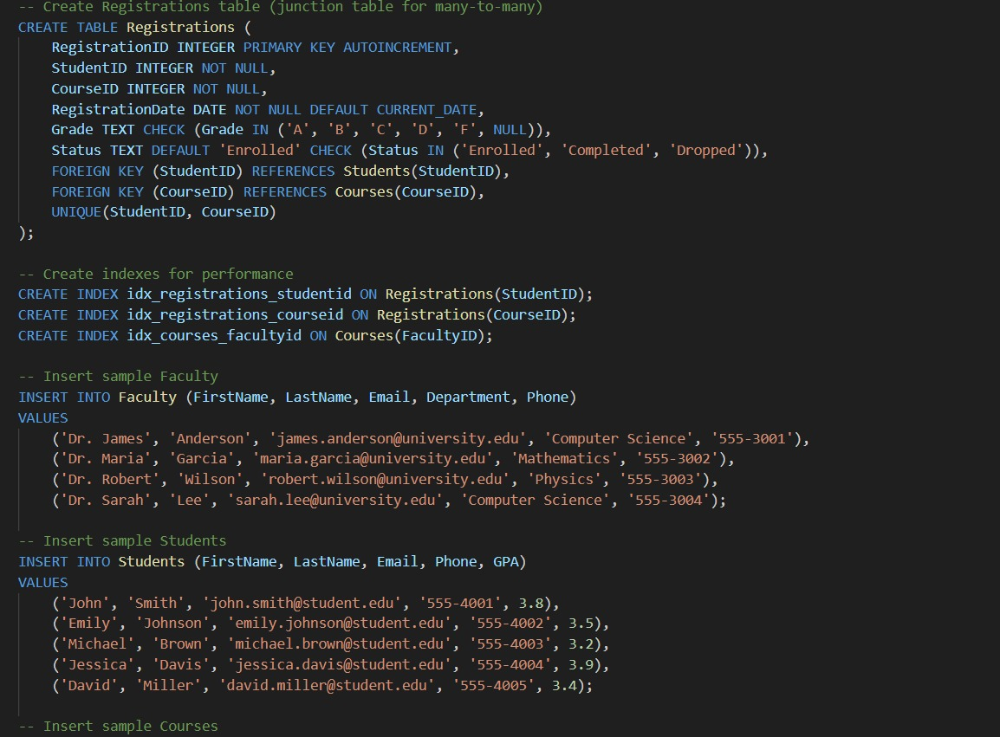 -- Create Registrations table (junction table for many-to-many)
CREATE TABLE Registrations (
    RegistrationID INTEGER PRIMARY KEY AUTOINCREMENT,
    StudentID INTEGER NOT NULL,
    CourseID INTEGER NOT NULL,
    RegistrationDate DATE NOT NULL DEFAULT CURRENT_DATE,
    Grade TEXT CHECK (Grade IN ('A', 'B', 'C', 'D', 'F', NULL)),
    Status TEXT DEFAULT 'Enrolled' CHECK (Status IN ('Enrolled', 'Completed', 'Dropped')),
    FOREIGN KEY (StudentID) REFERENCES Students(StudentID),
    FOREIGN KEY (CourseID) REFERENCES Courses(CourseID),
    UNIQUE(StudentID, CourseID)
);

-- Create indexes for performance
CREATE INDEX idx_registrations_studentid ON Registrations(StudentID);
CREATE INDEX idx_registrations_courseid ON Registrations(CourseID);
CREATE INDEX idx_courses_facultyid ON Courses(FacultyID);

-- Insert sample Faculty
INSERT INTO Faculty (FirstName, LastName, Email, Department, Phone)
VALUES
    ('Dr. James', 'Anderson', 'james.anderson@university.edu', 'Computer Science', '555-3001'),
    ('Dr. Maria', 'Garcia', 'maria.garcia@university.edu', 'Mathematics', '555-3002'),
    ('Dr. Robert', 'Wilson', 'robert.wilson@university.edu', 'Physics', '555-3003'),
    ('Dr. Sarah', 'Lee', 'sarah.lee@university.edu', 'Computer Science', '555-3004');

-- Insert sample Students
INSERT INTO Students (FirstName, LastName, Email, Phone, GPA)
VALUES
    ('John', 'Smith', 'john.smith@student.edu', '555-4001', 3.8),
    ('Emily', 'Johnson', 'emily.johnson@student.edu', '555-4002', 3.5),
    ('Michael', 'Brown', 'michael.brown@student.edu', '555-4003', 3.2),
    ('Jessica', 'Davis', 'jessica.davis@student.edu', '555-4004', 3.9),
    ('David', 'Miller', 'david.miller@student.edu', '555-4005', 3.4);

-- Insert sample Courses